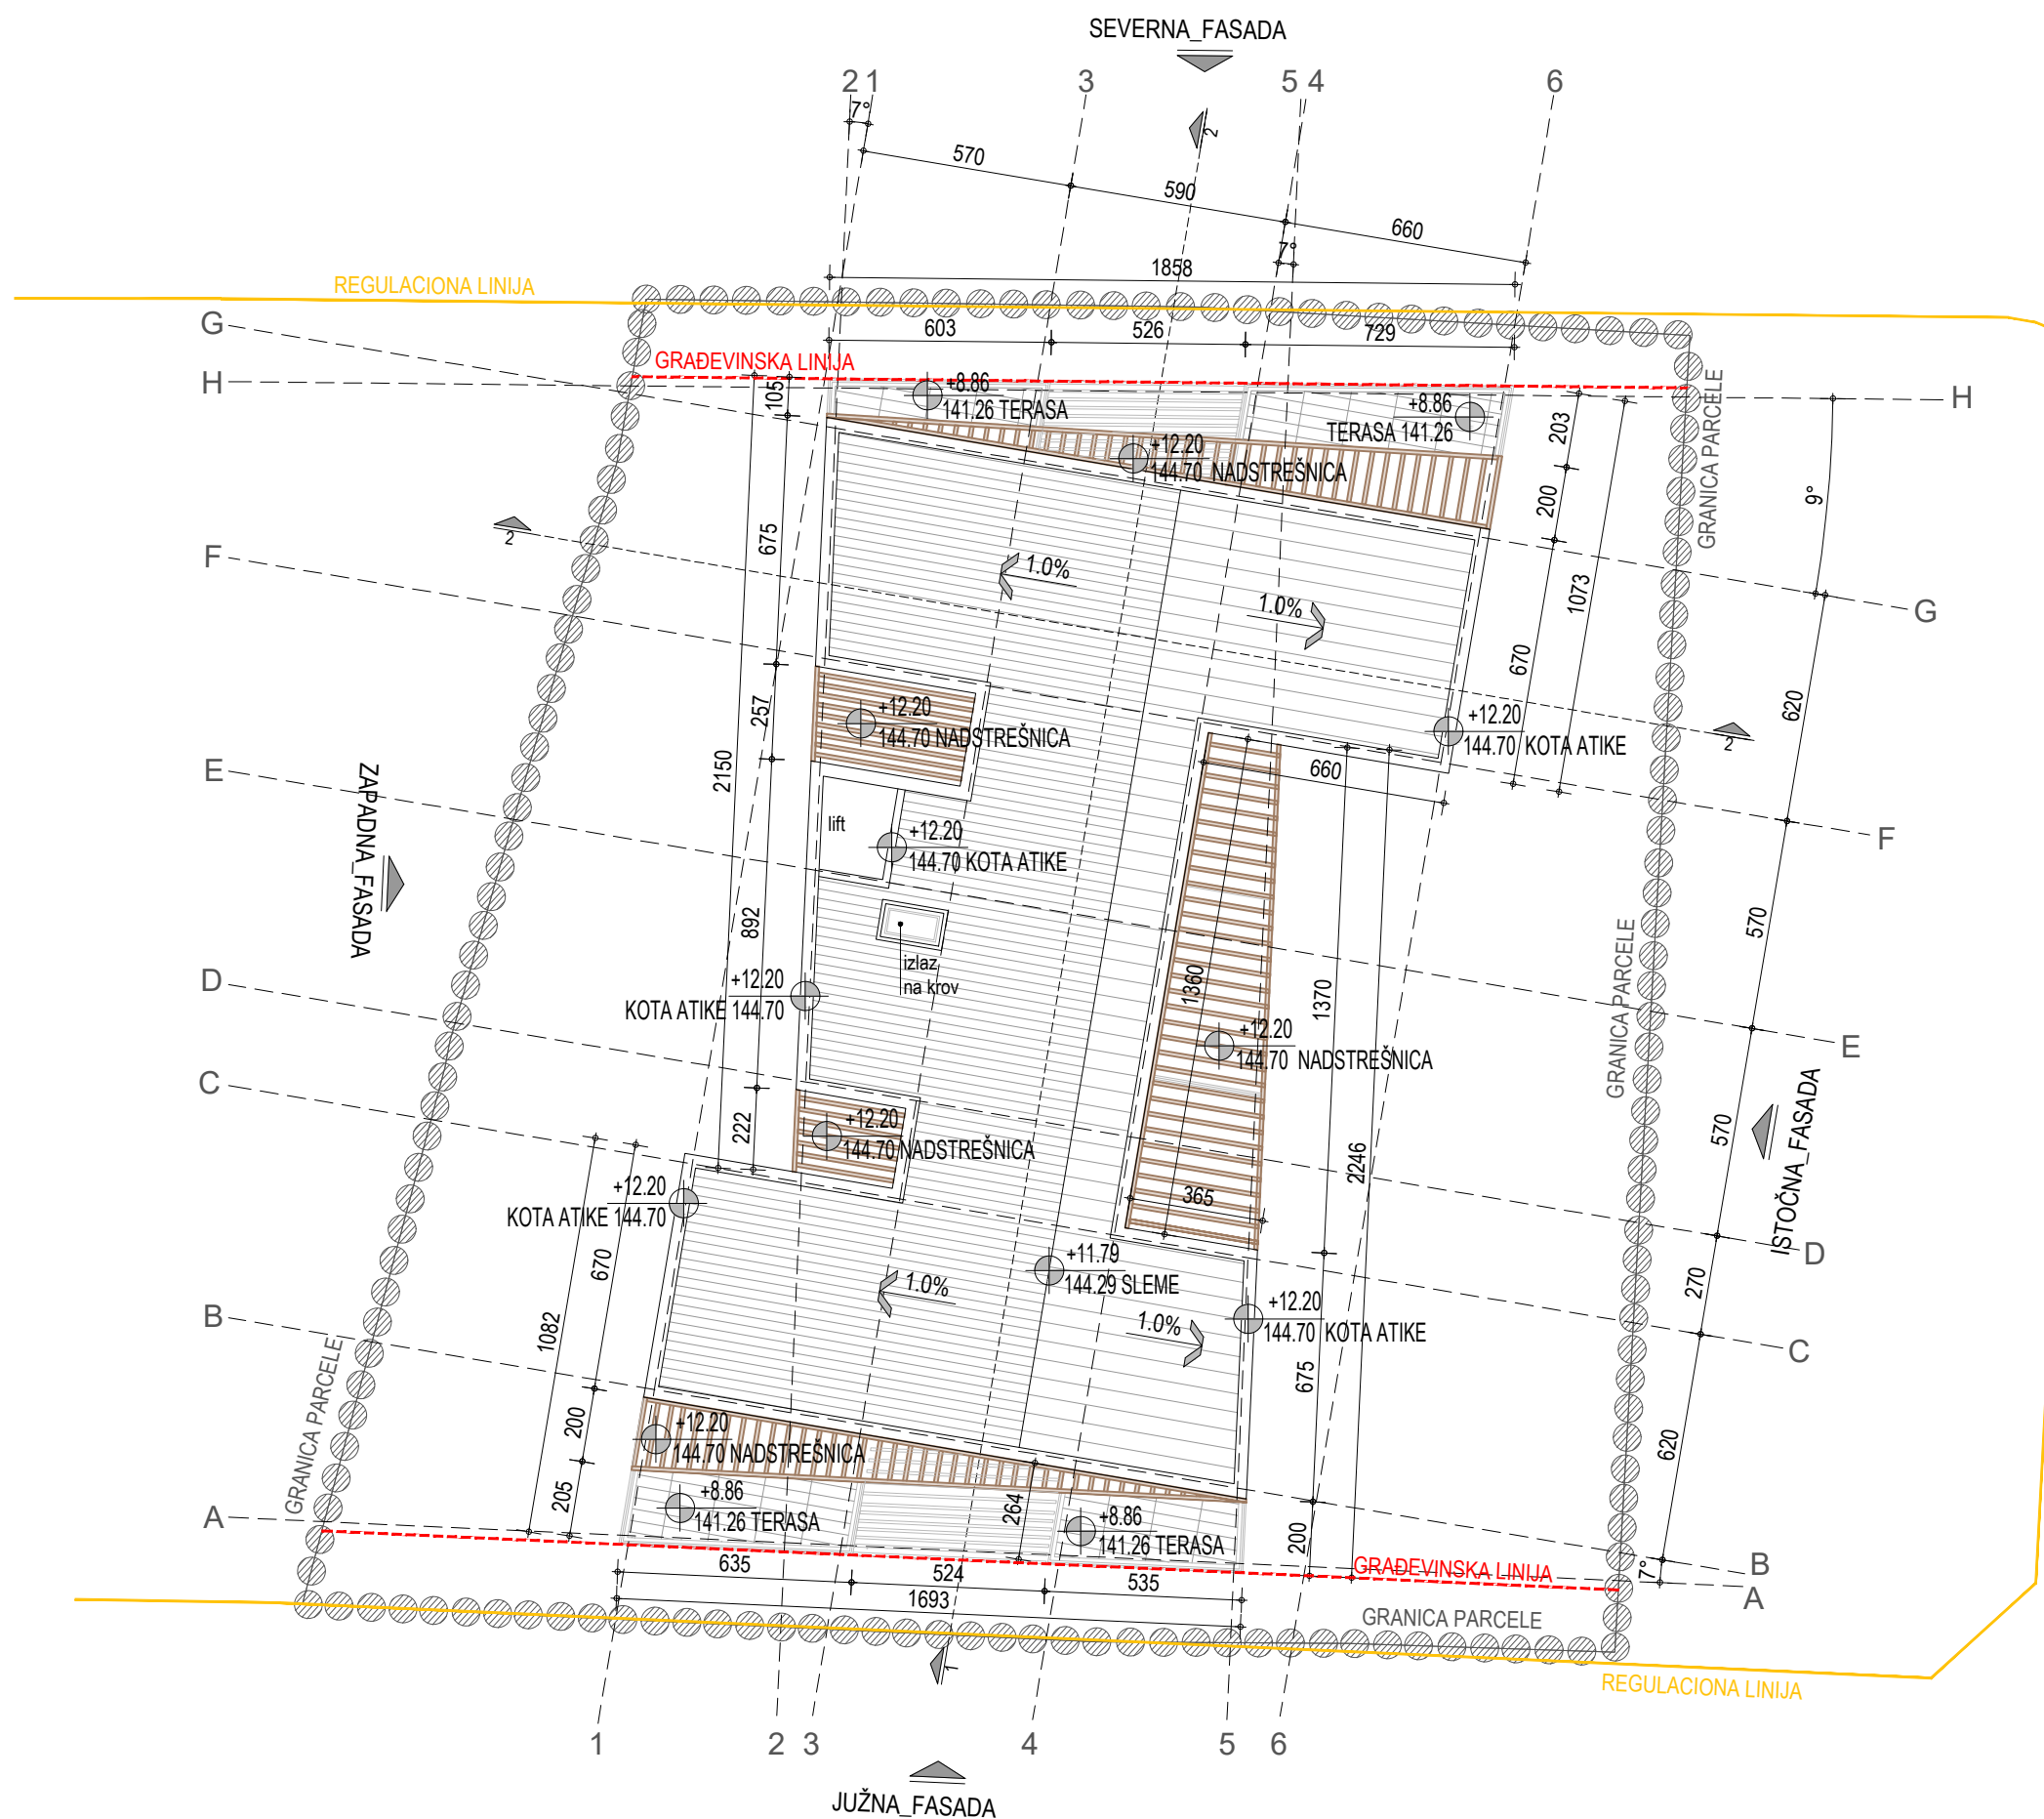 SEVERNA_FASADA
2 1 3 5 4 6
7°
2
570
590
660
7°
1858
REGULACIONA LINIJA
G
603 526 729
GRAĐEVINSKA LINIJA
H
105
+8.86
141.26 TERASA
+8.86
TERASA 141.26
H
203
GRANICA PARCELE
+12.20
144.70 NADSTREŠNICA
200
9°
2
675
F
1.0%
1.0%
1073
G
670
257
+12.20
144.70 NADSTREŠNICA
+12.20
144.70 KOTA ATIKE
620
2
2150
E
660
ZAPADNA_FASADA
lift
+12.20
144.70 KOTA ATIKE
F
892
570
izlaz
na krov
D
+12.20
KOTA ATIKE 144.70
1360
1370
GRANICA PARCELE
+12.20
144.70 NADSTREŠNICA
E
C
222
+12.20
144.70 NADSTREŠNICA
2246
570
ISTOČNA_FASADA
+12.20
KOTA ATIKE 144.70
365
D
670
+11.79
144.29 SLEME
270
1.0%
1.0%
+12.20
144.70 KOTA ATIKE
B
1082
C
GRANICA PARCELE
675
200
+12.20
144.70 NADSTREŠNICA
620
205
+8.86
141.26 TERASA
264
+8.86
141.26 TERASA
200
A
635 524 535
GRAĐEVINSKA LINIJA
7°
B
A
1693
GRANICA PARCELE
1
REGULACIONA LINIJA
1 2 3 4 5 6
JUŽNA_FASADA